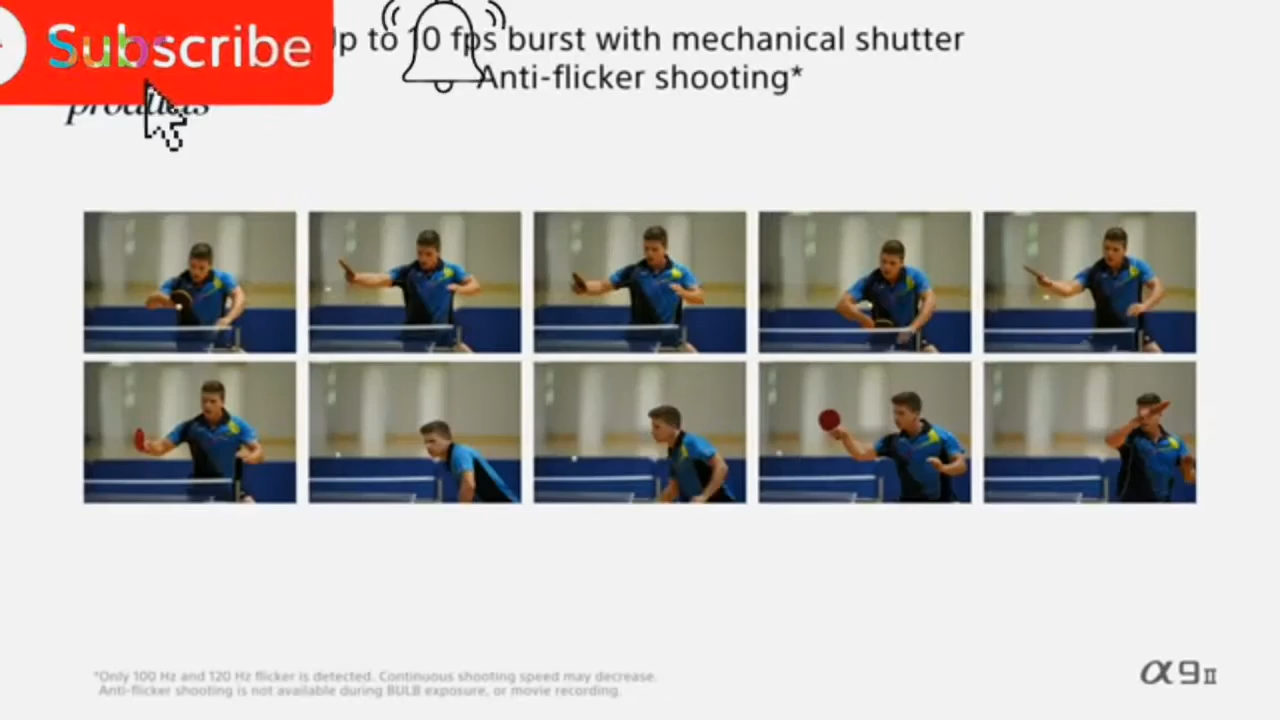 Subscribe
Up to 10 fps burst with mechanical shutter
Anti-flicker shooting*
products
*Only 100 Hz and 120 Hz flicker is detected. Continuous shooting speed may decrease.
Anti-flicker shooting is not available during BULB exposure, or movie recording.
α9II